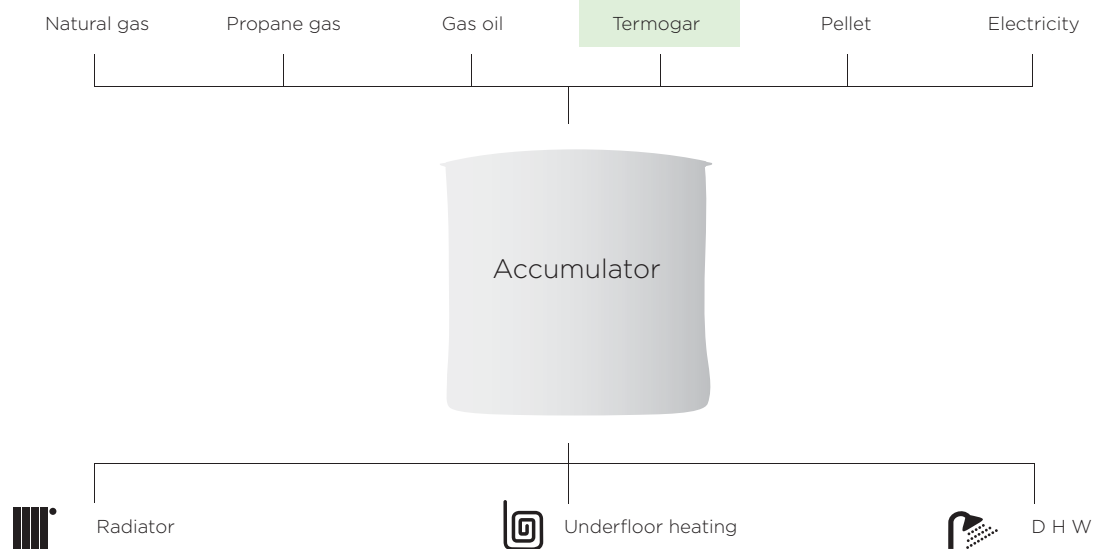 Natural gas
Propane gas
Gas oil
Termogar
Pellet
Electricity
Accumulator
Radiator
Underfloor heating
D H W